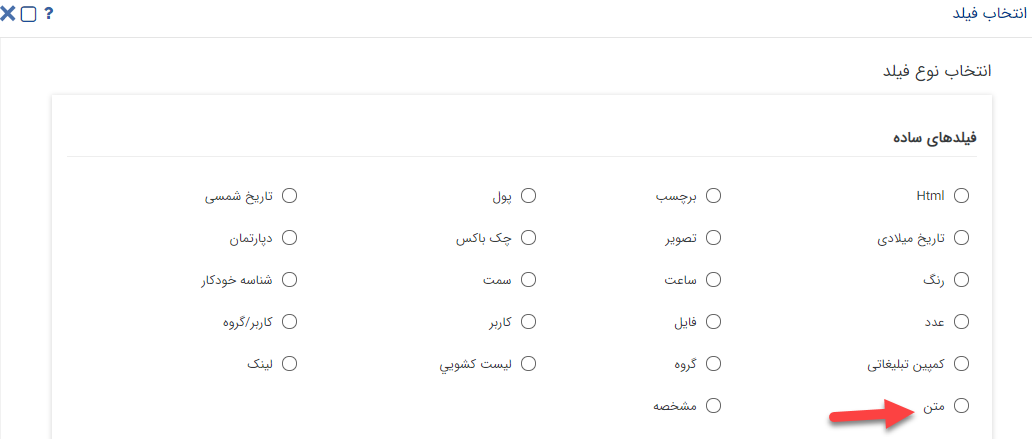 انتخاب فیلد ?
انتخاب نوع فیلد
فیلدهای ساده
Html برچسب پول تاریخ شمسی
تاریخ میلادی تصویر چک باکس دپارتمان
رنگ ساعت سمت شناسه خودکار
عدد فایل کاربر کاربر/گروه
کمپین تبلیغاتی گروه لیست کشویي لینک
متن مشخصه